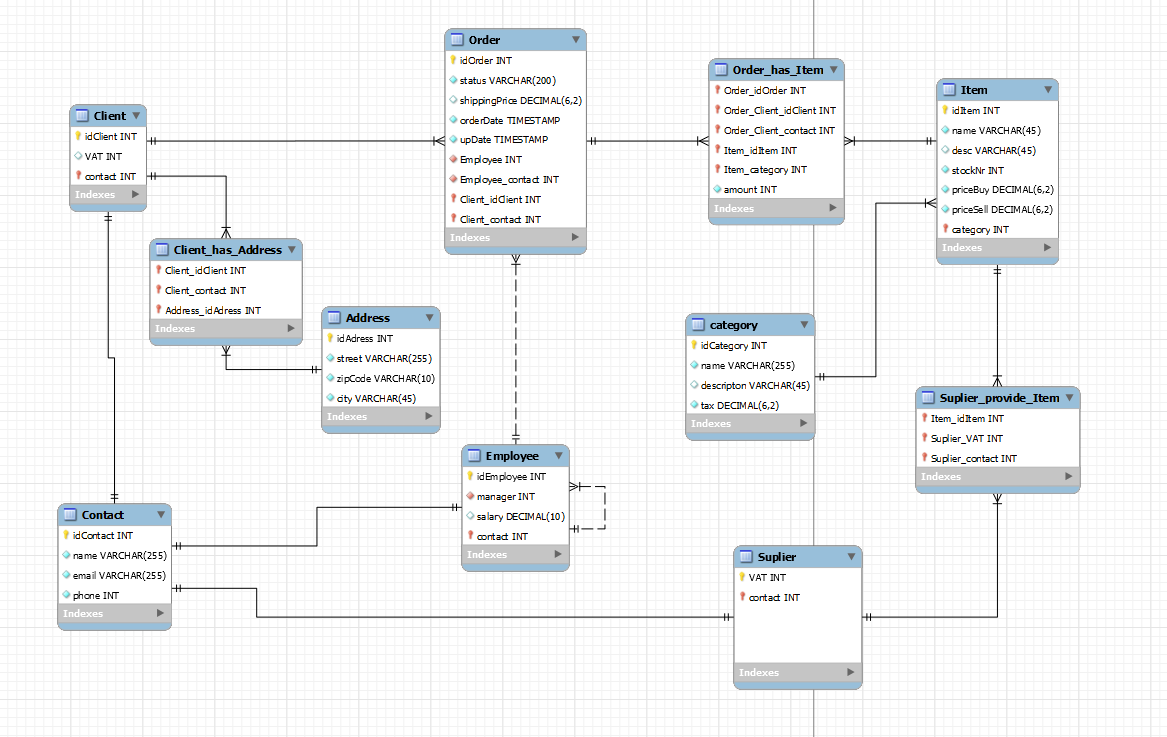 Order
idOrder INT
status VARCHAR(200)
shippingPrice DECIMAL(6,2)
orderDate TIMESTAMP
upDate TIMESTAMP
Employee INT
Employee_contact INT
Client_idClient INT
Client_contact INT
Indexes
Order_has_Item
Order_idOrder INT
Order_Client_idClient INT
Order_Client_contact INT
Item_idItem INT
Item_category INT
amount INT
Indexes
Item
idItem INT
name VARCHAR(45)
desc VARCHAR(45)
stockNr INT
priceBuy DECIMAL(6,2)
priceSell DECIMAL(6,2)
category INT
Indexes
Client
idClient INT
VAT INT
contact INT
Indexes
Client_has_Address
Client_idClient INT
Client_contact INT
Address_idAdress INT
Indexes
Address
idAdress INT
street VARCHAR(255)
zipCode VARCHAR(10)
city VARCHAR(45)
Indexes
category
idCategory INT
name VARCHAR(255)
descripton VARCHAR(45)
tax DECIMAL(6,2)
Indexes
Suplier_provide_Item
Item_idItem INT
Suplier_VAT INT
Suplier_contact INT
Indexes
Employee
idEmployee INT
manager INT
salary DECIMAL(10)
contact INT
Indexes
Contact
idContact INT
name VARCHAR(255)
email VARCHAR(255)
phone INT
Indexes
Suplier
VAT INT
contact INT
Indexes